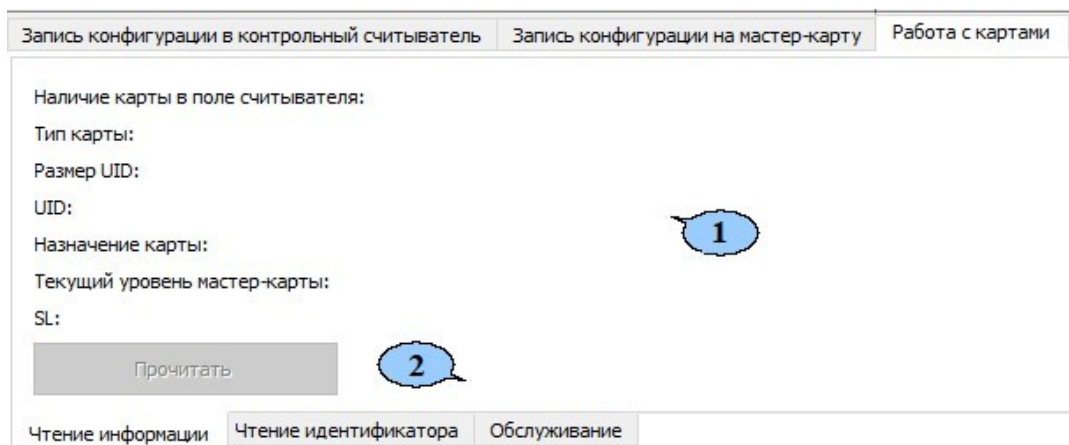 Запись конфигурации в контрольный считыватель Запись конфигурации на мастер-карту Работа с картами
Наличие карты в поле считывателя:
Тип карты:
Размер UID:
UID:
1
Назначение карты:
Текущий уровень мастер-карты:
SL:
Прочитать 2
Чтение информации Чтение идентификатора Обслуживание